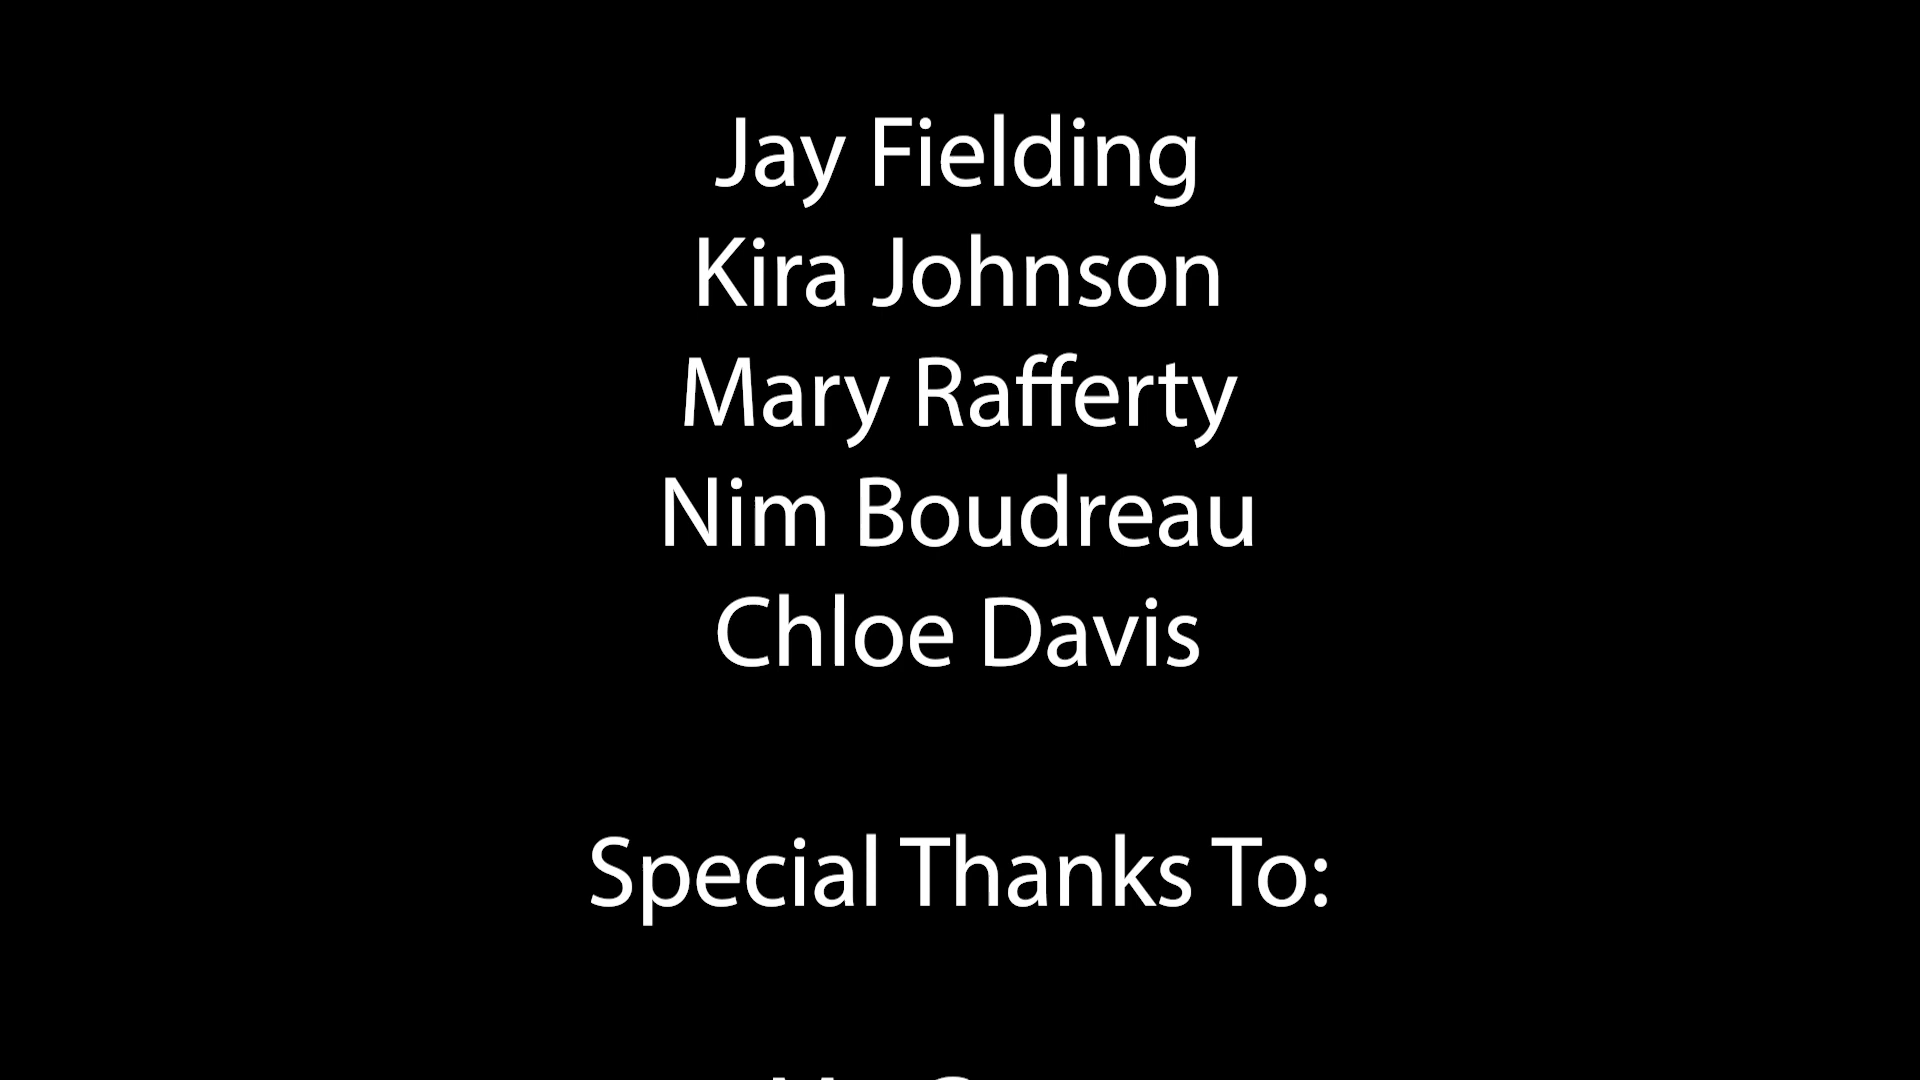 Jay Fielding
Kira Johnson
Mary Rafferty
Nim Boudreau
Chloe Davis
Special Thanks To: